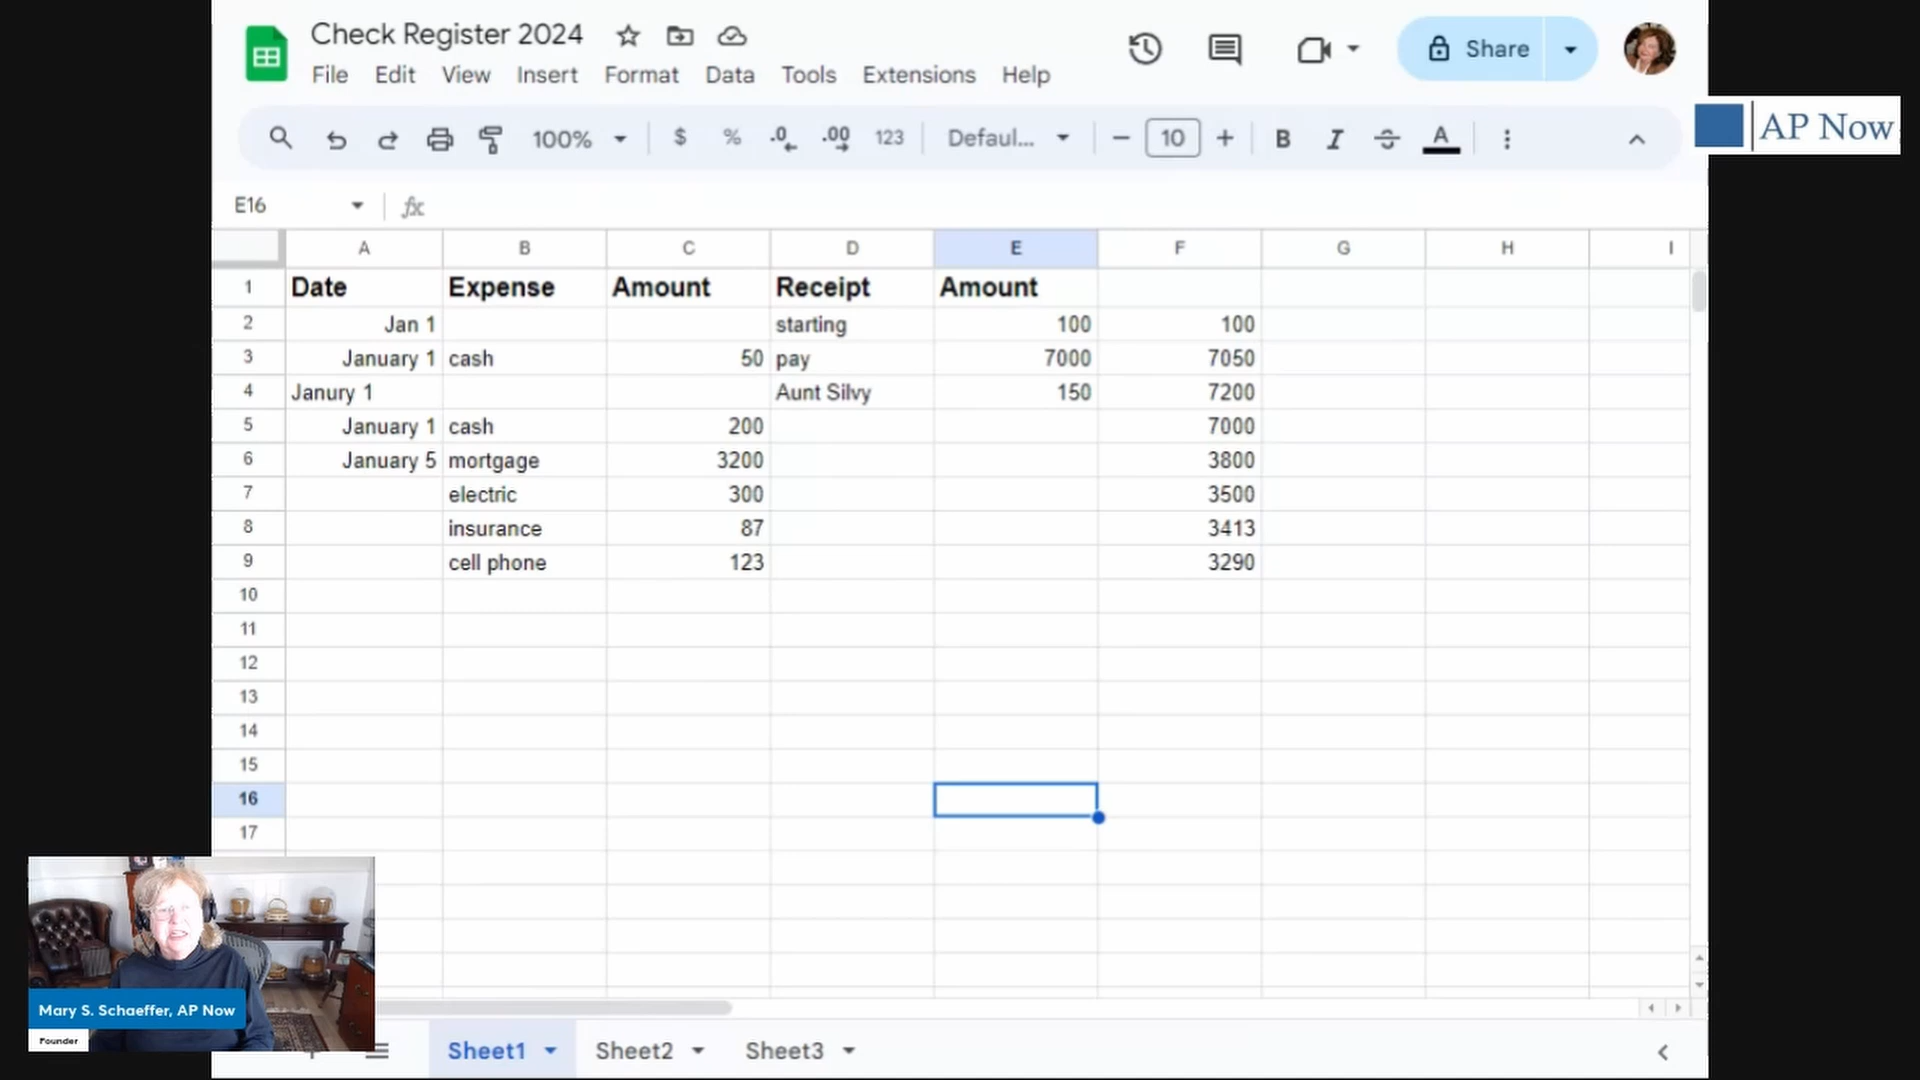 Check Register 2024
File Edit View Insert Format Data Tools Extensions Help
Share
AP Now
100% $ % .0 .00 123 Defaul... 10 B I A
E16 fx
A B C D E F G H I
1 Date Expense Amount Receipt Amount
2 Jan 1 starting 100 100
3 January 1 cash 50 pay 7000 7050
4 Janury 1 Aunt Silvy 150 7200
5 January 1 cash 200 7000
6 January 5 mortgage 3200 3800
7 electric 300 3500
8 insurance 87 3413
9 cell phone 123 3290
10
11
12
13
14
15
16
17
Mary S. Schaeffer, AP Now
Founder
Sheet1 Sheet2 Sheet3